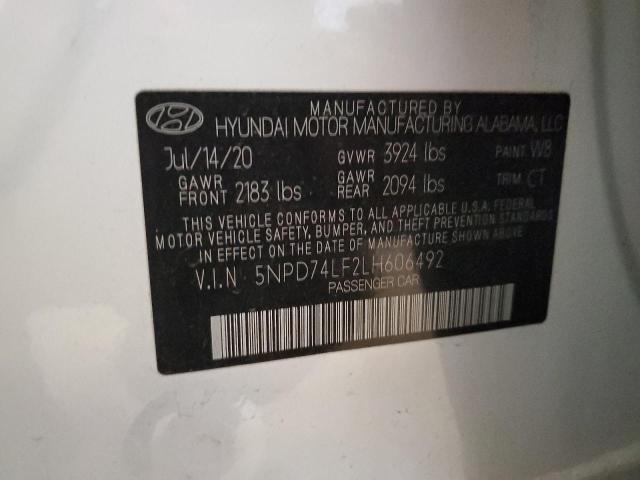 MANUFACTURED BY
HYUNDAI MOTOR MANUFACTURING ALABAMA, LLC
Jul/14/20 GVWR 3924 lbs PAINT W8
GAWR FRONT 2183 lbs GAWR REAR 2094 lbs TRIM CT
THIS VEHICLE CONFORMS TO ALL APPLICABLE U.S.A. FEDERAL
MOTOR VEHICLE SAFETY, BUMPER, AND THEFT PREVENTION STANDARDS
IN EFFECT ON THE DATE OF MANUFACTURE SHOWN ABOVE.
V.I.N 5NPD74LF2LH606492
PASSENGER CAR